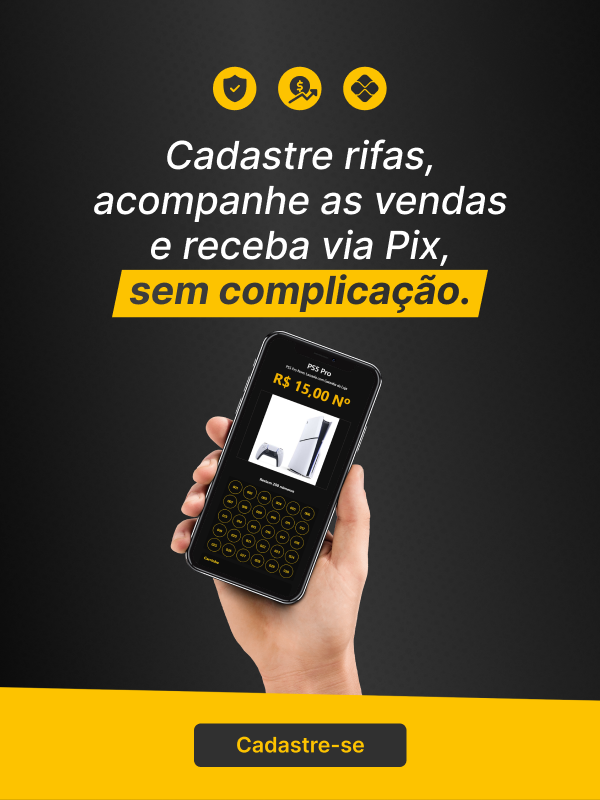 Cadastre rifas,
acompanhe as vendas
e receba via Pix,
sem complicação.
PS5 Pro
R$ 15,00 Nº
Cadastre-se